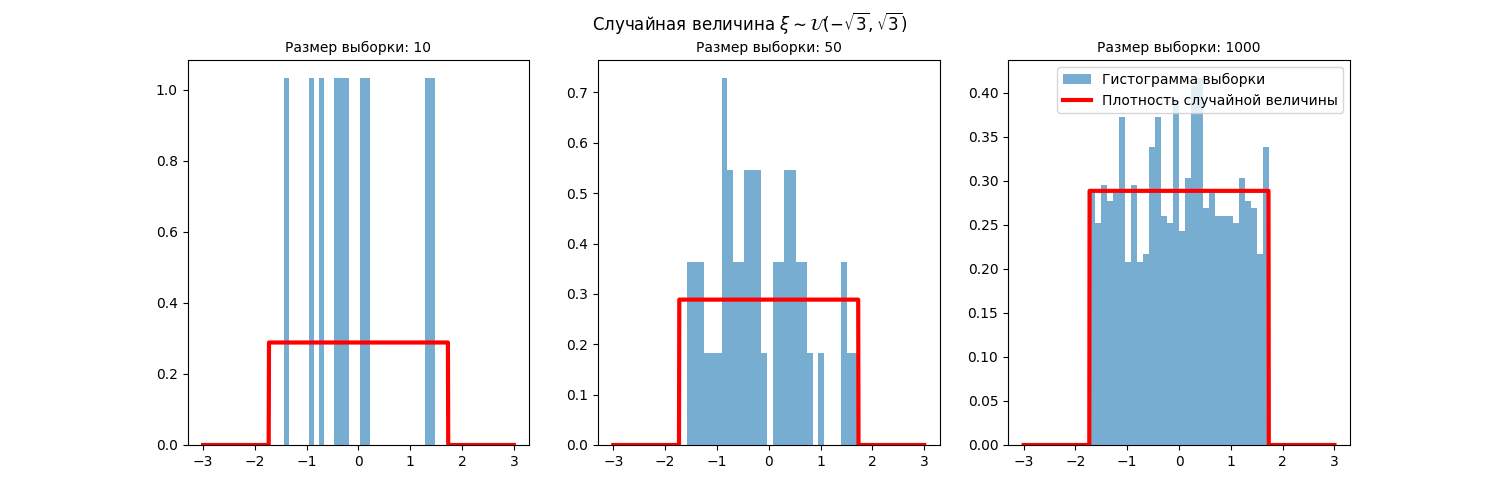 Случайная величина ξ ~ 𝒰(−√3, √3)
Размер выборки: 10
1.0
0.8
0.6
0.4
0.2
0.0
−3 −2 −1 0 1 2 3
Размер выборки: 50
0.7
0.6
0.5
0.4
0.3
0.2
0.1
0.0
−3 −2 −1 0 1 2 3
Размер выборки: 1000
Гистограмма выборки
Плотность случайной величины
0.40
0.35
0.30
0.25
0.20
0.15
0.10
0.05
0.00
−3 −2 −1 0 1 2 3